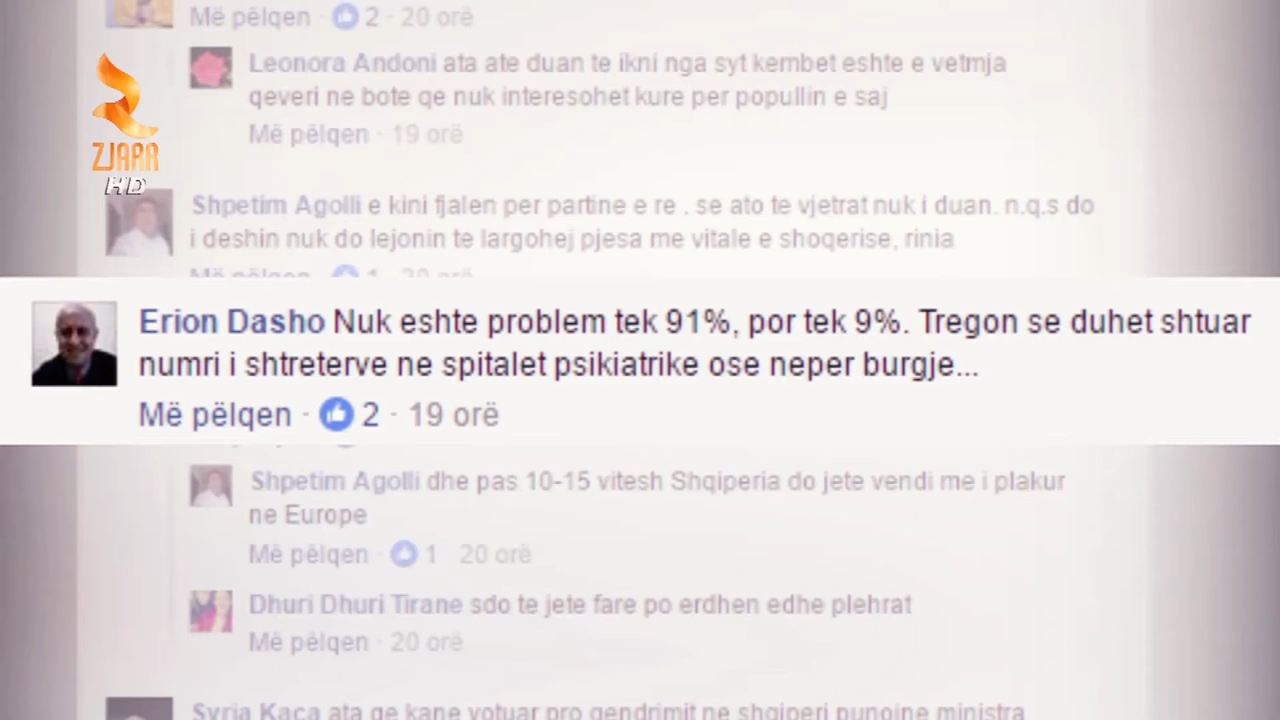 Më pëlqen · 2 · 20 orë
Leonora Andoni ata ate duan te ikni nga syt kembet eshte e vetmja
qeveri ne bote qe nuk interesohet kure per popullin e saj
Më pëlqen · 19 orë
ZJARR
HD
Shpetim Agolli e kini fjalen per partine e re . se ato te vjetrat nuk i duan. n.q.s do
i deshin nuk do lejonin te largohej pjesa me vitale e shoqerise, rinia
Më pëlqen · 1 · 20 orë
Erion Dasho Nuk eshte problem tek 91%, por tek 9%. Tregon se duhet shtuar
numri i shtreterve ne spitalet psikiatrike ose neper burgje...
Më pëlqen · 2 · 19 orë
Shpetim Agolli dhe pas 10-15 vitesh Shqiperia do jete vendi me i plakur
ne Europe
Më pëlqen · 1 · 20 orë
Dhuri Dhuri Tirane sdo te jete fare po erdhen edhe plehrat
Më pëlqen · 20 orë
Syrja Kaca ata qe kane votuar pro qendrimit ne shqiperi punojne ministra